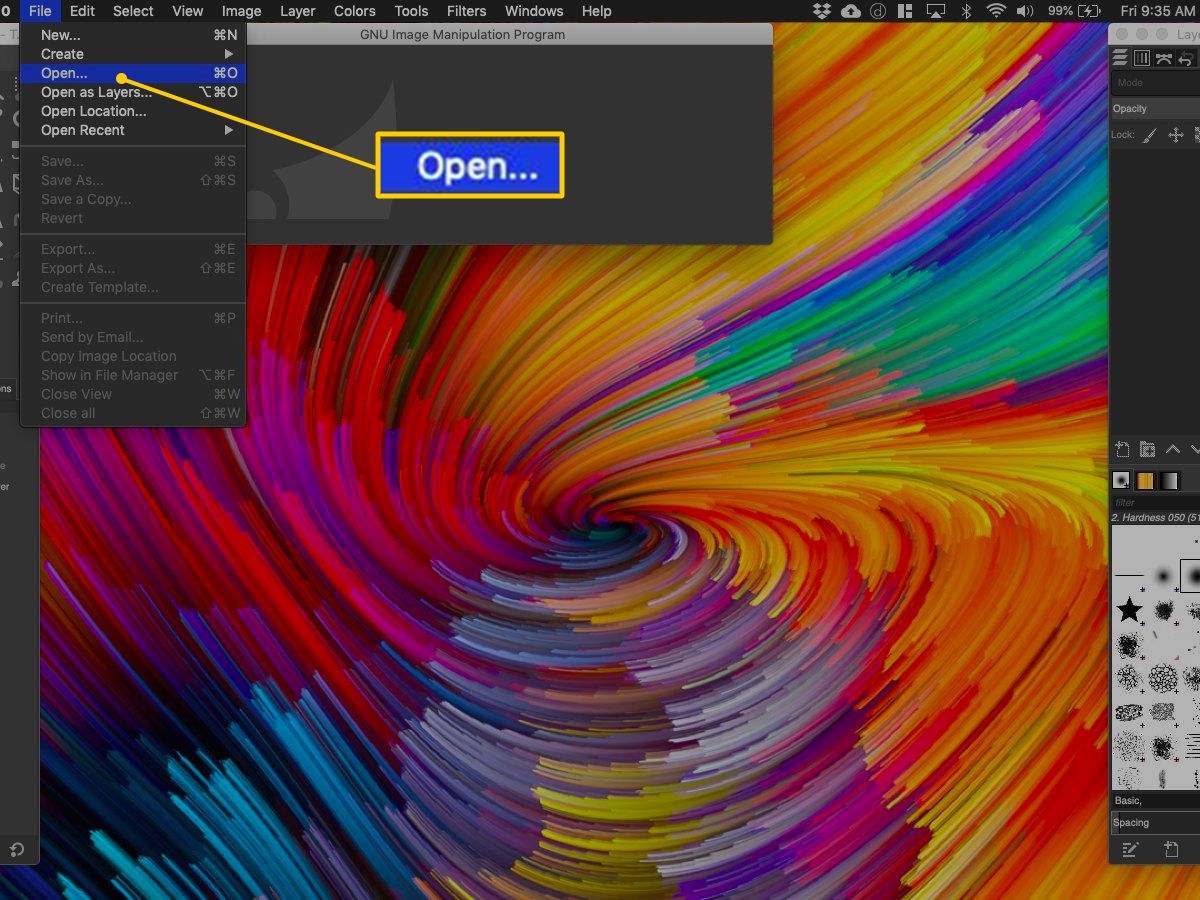 File Edit Select View Image Layer Colors Tools Filters Windows Help 99% Fri 9:35 AM
GNU Image Manipulation Program
New... ⌘N
Create ▶
Open... ⌘O
Open as Layers... ⌥⌘O
Open Location...
Open Recent ▶
Save... ⌘S
Save As... ⇧⌘S
Save a Copy...
Revert
Export... ⌘E
Export As... ⇧⌘E
Create Template...
Print... ⌘P
Send by Email...
Copy Image Location
Show in File Manager ⌥⌘F
Close View ⌘W
Close all ⇧⌘W
Open...
Mode
Opacity
Lock:
filter
2. Hardness 050 (51
Basic,
Spacing